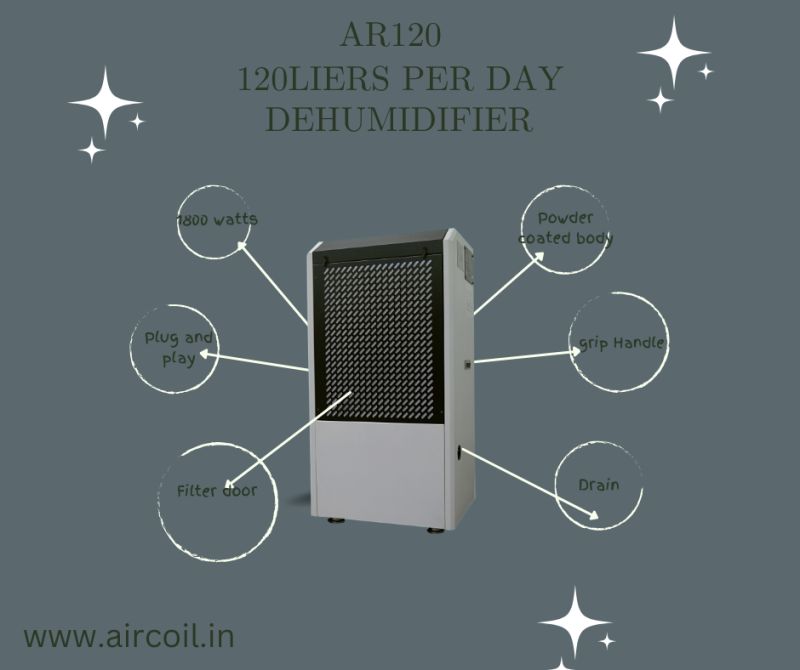 AR120
120LIERS PER DAY
DEHUMIDIFIER
1800 watts
Powder
coated body
Plug and
play
grip Handle
Filter door
Drain
www.aircoil.in